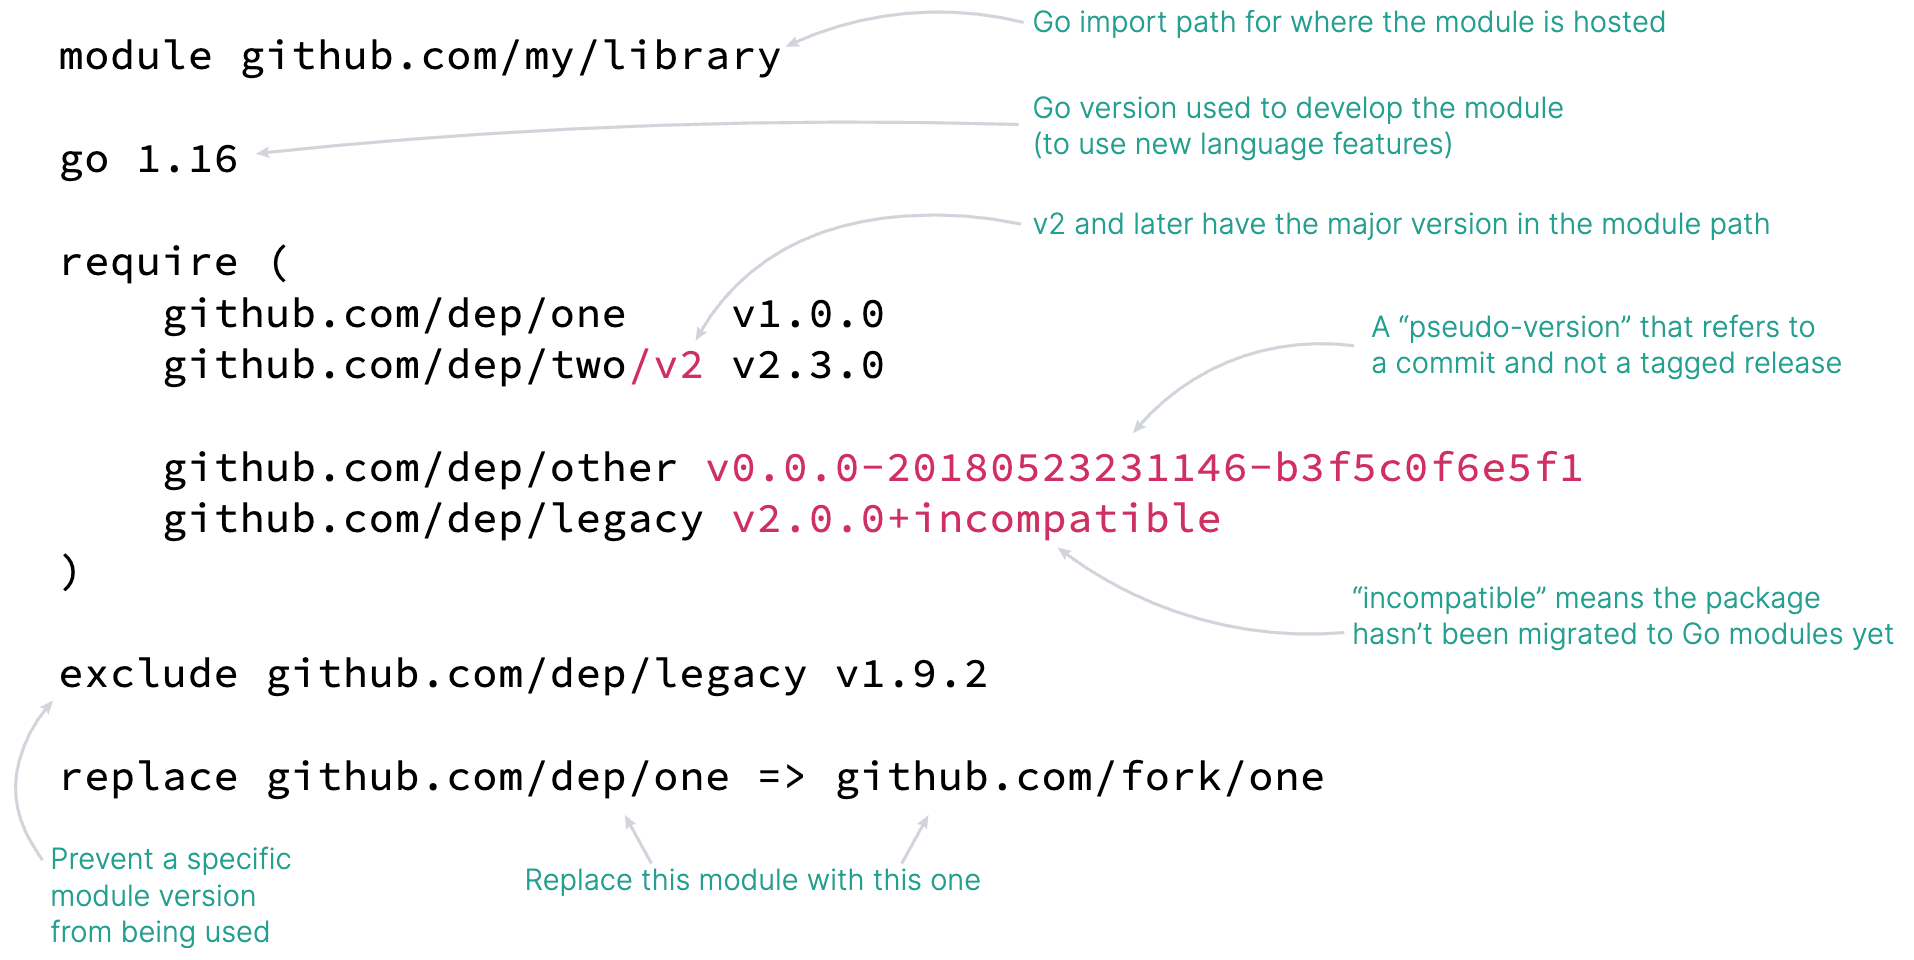 Go import path for where the module is hosted
module github.com/my/library
Go version used to develop the module
(to use new language features)
go 1.16
v2 and later have the major version in the module path
require (
github.com/dep/one v1.0.0
github.com/dep/two/v2 v2.3.0
A “pseudo-version” that refers to
a commit and not a tagged release
github.com/dep/other v0.0.0-20180523231146-b3f5c0f6e5f1
github.com/dep/legacy v2.0.0+incompatible
)
“incompatible” means the package
hasn’t been migrated to Go modules yet
exclude github.com/dep/legacy v1.9.2
replace github.com/dep/one => github.com/fork/one
Prevent a specific
module version
from being used
Replace this module with this one